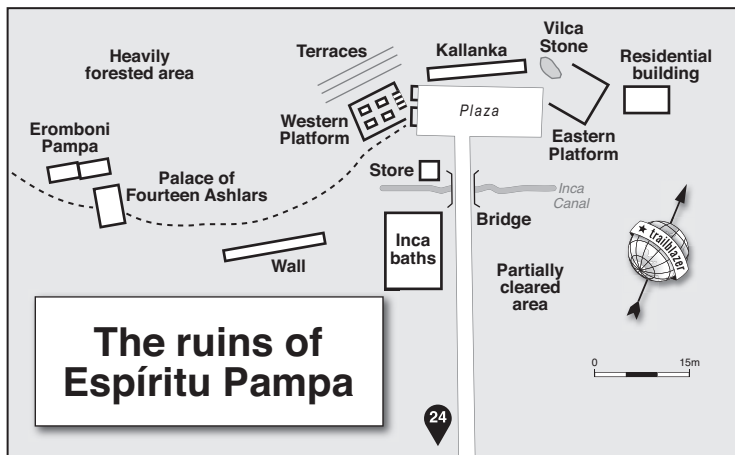 Heavily
forested area
Terraces
Kallanka
Vilca
Stone
Residential
building
Western
Platform
Plaza
Eastern
Platform
Eromboni
Pampa
Palace of
Fourteen Ashlars
Store
Inca
Canal
Bridge
Wall
Inca
baths
Partially
cleared
area
★ trailblazer
0 15m
The ruins of
Espíritu Pampa
24